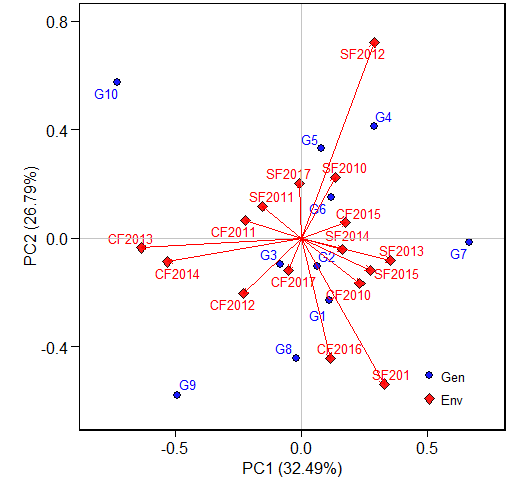 0.8
SF2012
G10
G4
0.4
G5
SF2017
SF2010
SF2011
G6
CF2015
CF2011
SF2014
CF2013
0.0
G3
G2
SF2013
G7
CF2014
CF2017
SF2015
CF2012
CF2010
G1
-0.4
G8
CF2016
SF201
Gen
G9
Env
-0.5
0.0
0.5
PC1 (32.49%)
PC2 (26.79%)